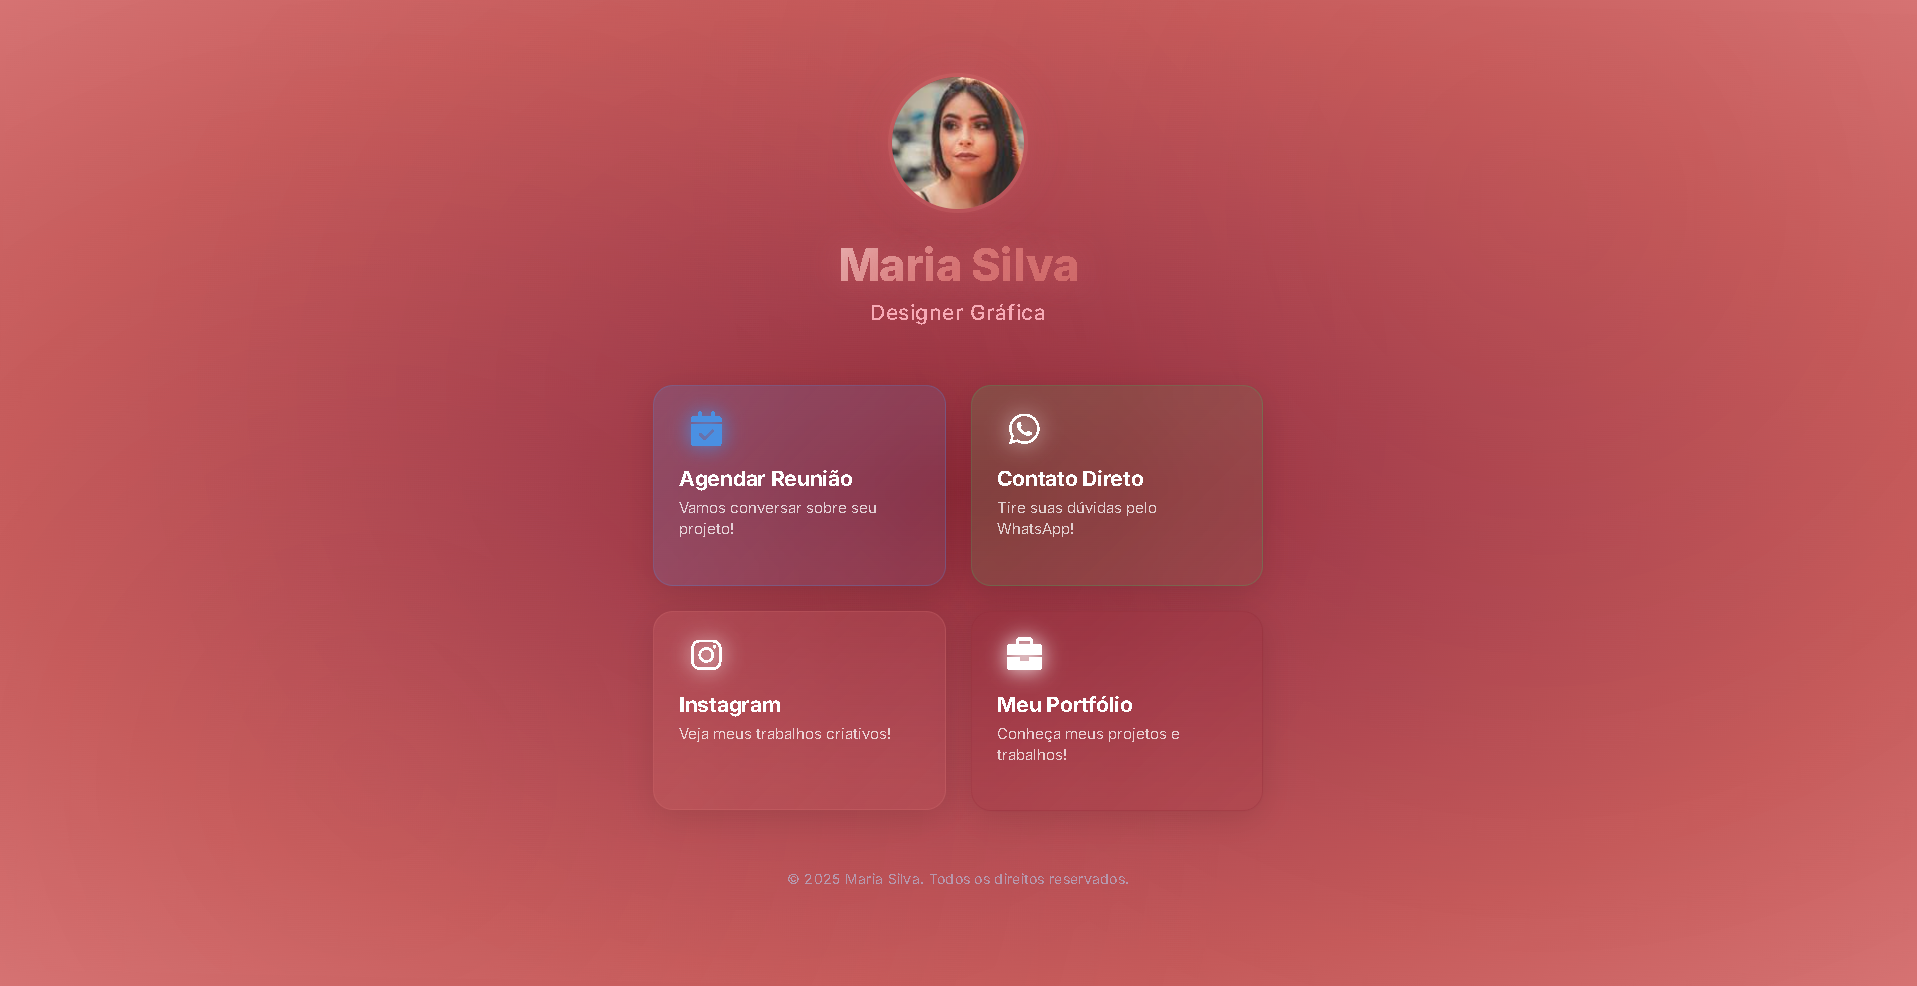 Maria Silva
Designer Gráfica
Agendar Reunião
Vamos conversar sobre seu
projeto!
Contato Direto
Tire suas dúvidas pelo
WhatsApp!
Instagram
Veja meus trabalhos criativos!
Meu Portfólio
Conheça meus projetos e
trabalhos!
© 2025 Maria Silva. Todos os direitos reservados.